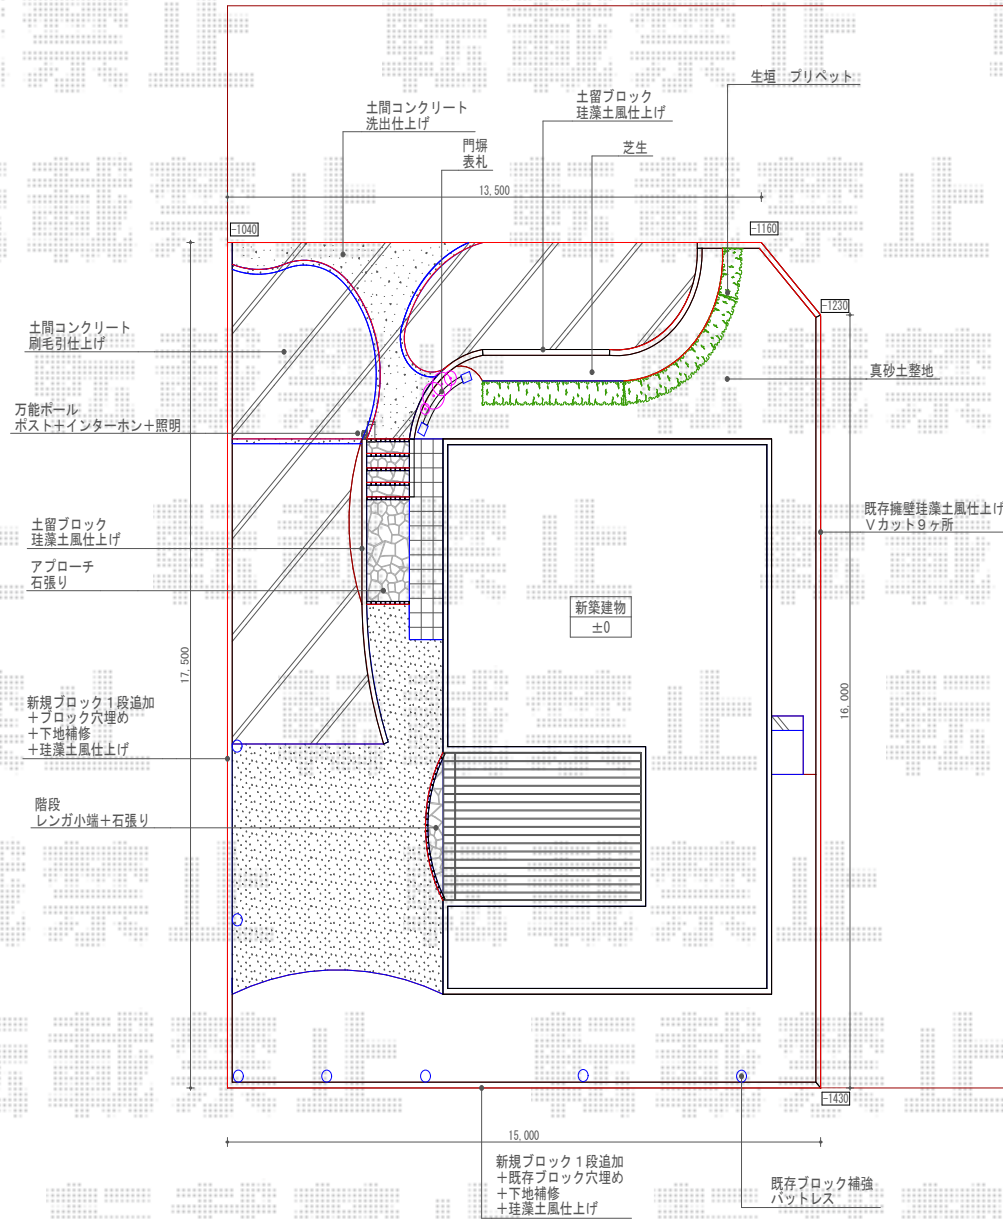 生垣　プリペット
土留ブロック
珪藻土風仕上げ
土間コンクリート
洗出仕上げ
門塀
表札
芝生
13,500
-1040
-1160
-1230
土間コンクリート
刷毛引仕上げ
真砂土整地
万能ポール
ポスト＋インターホン＋照明
既存擁壁珪藻土風仕上げ
Ｖカット９ヶ所
土留ブロック
珪藻土風仕上げ
アプローチ
石張り
新築建物
±0
17,500
16,000
新規ブロック１段追加
＋ブロック穴埋め
＋下地補修
＋珪藻土風仕上げ
階段
レンガ小端＋石張り
-1430
15,000
新規ブロック１段追加
＋既存ブロック穴埋め
＋下地補修
＋珪藻土風仕上げ
既存ブロック補強
バットレス